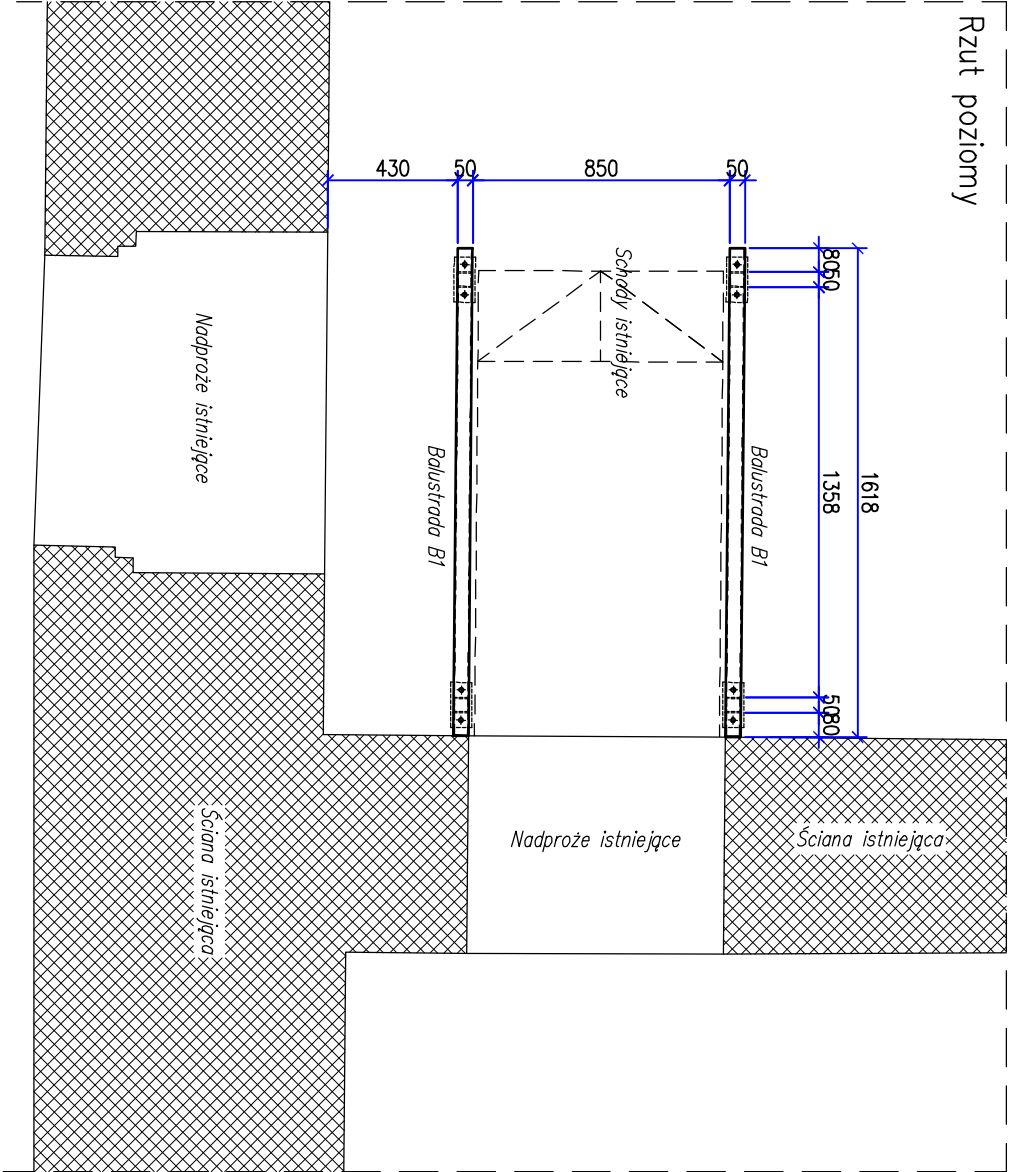 Rzut poziomy
430
50
850
50
80
50
1358
1618
50
80
Schody istniejące
Balustrada B1
Balustrada B1
Nadproże istniejące
Nadproże istniejące
Ściana istniejąca
Ściana istniejąca